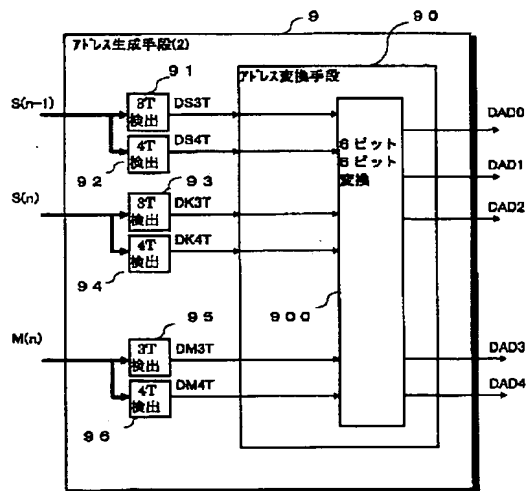 9
90
アドレス生成手段(2)
アドレス変換手段
91
S(n-1)
3T
検出
DS3T
DAD0
4T
検出
DS4T
6ビット
5ビット
変換
92
93
DAD1
S(n)
3T
検出
DK3T
DAD2
4T
検出
DK4T
94
900
95
M(n)
3T
検出
DM3T
DAD3
4T
検出
DM4T
DAD4
96